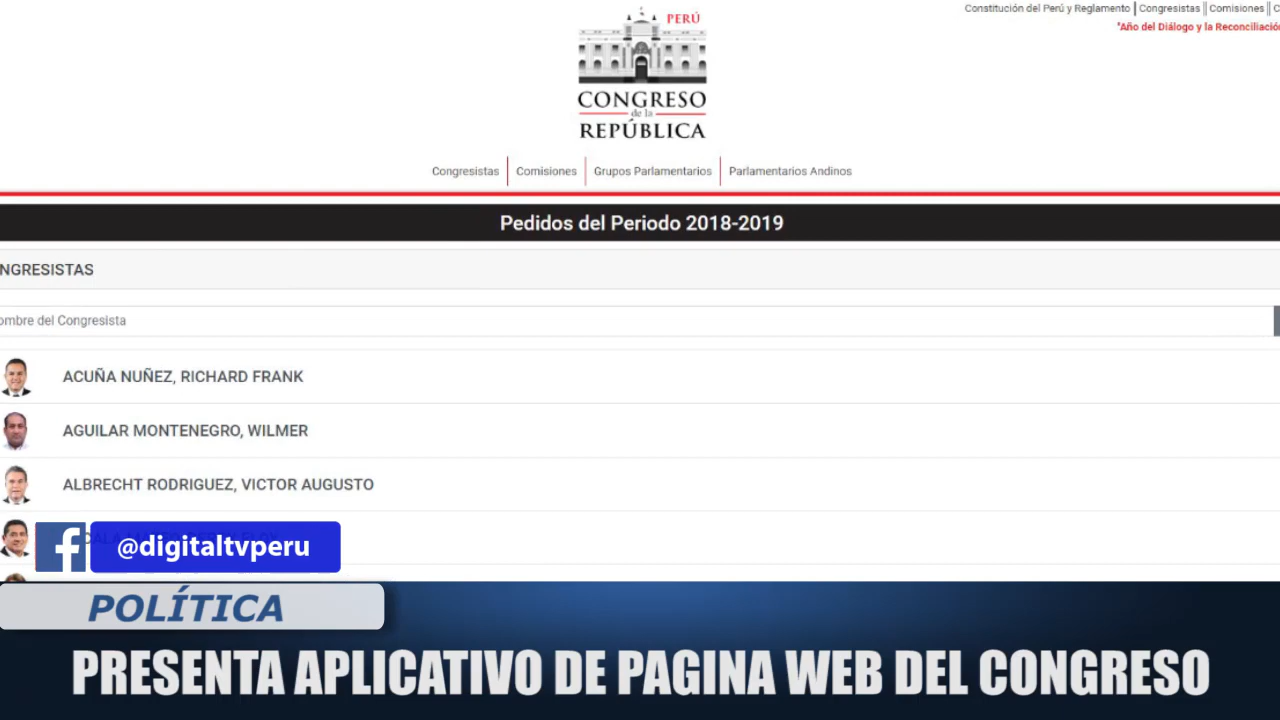 Constitución del Perú y Reglamento | Congresistas || Comisiones || C
"Año del Diálogo y la Reconciliación
PERÚ
CONGRESO
de la
REPÚBLICA
Congresistas | Comisiones | Grupos Parlamentarios | Parlamentarios Andinos
Pedidos del Periodo 2018-2019
NGRESISTAS
ombre del Congresista
ACUÑA NUÑEZ, RICHARD FRANK
AGUILAR MONTENEGRO, WILMER
ALBRECHT RODRIGUEZ, VICTOR AUGUSTO
f @digitaltvperu
POLÍTICA
PRESENTA APLICATIVO DE PAGINA WEB DEL CONGRESO